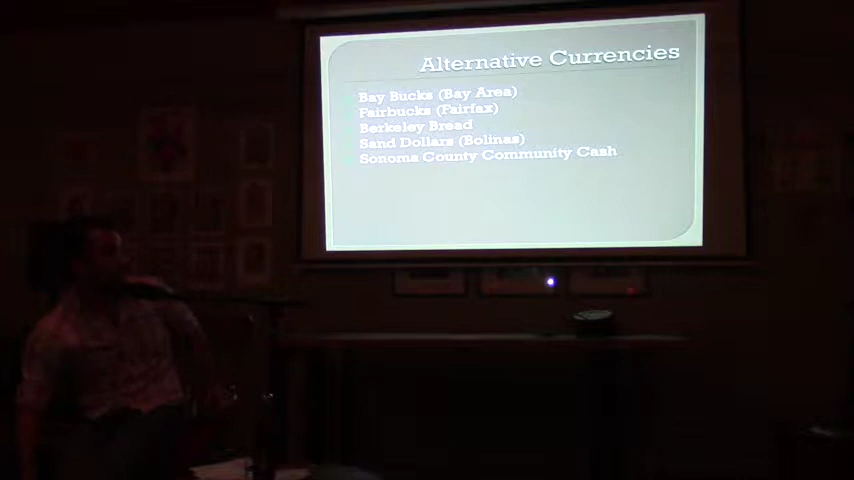 Alternative Currencies
Bay Bucks (Bay Area)
Fairbucks (Fairfax)
Berkeley Bread
Sand Dollars (Bolinas)
Sonoma County Community Cash